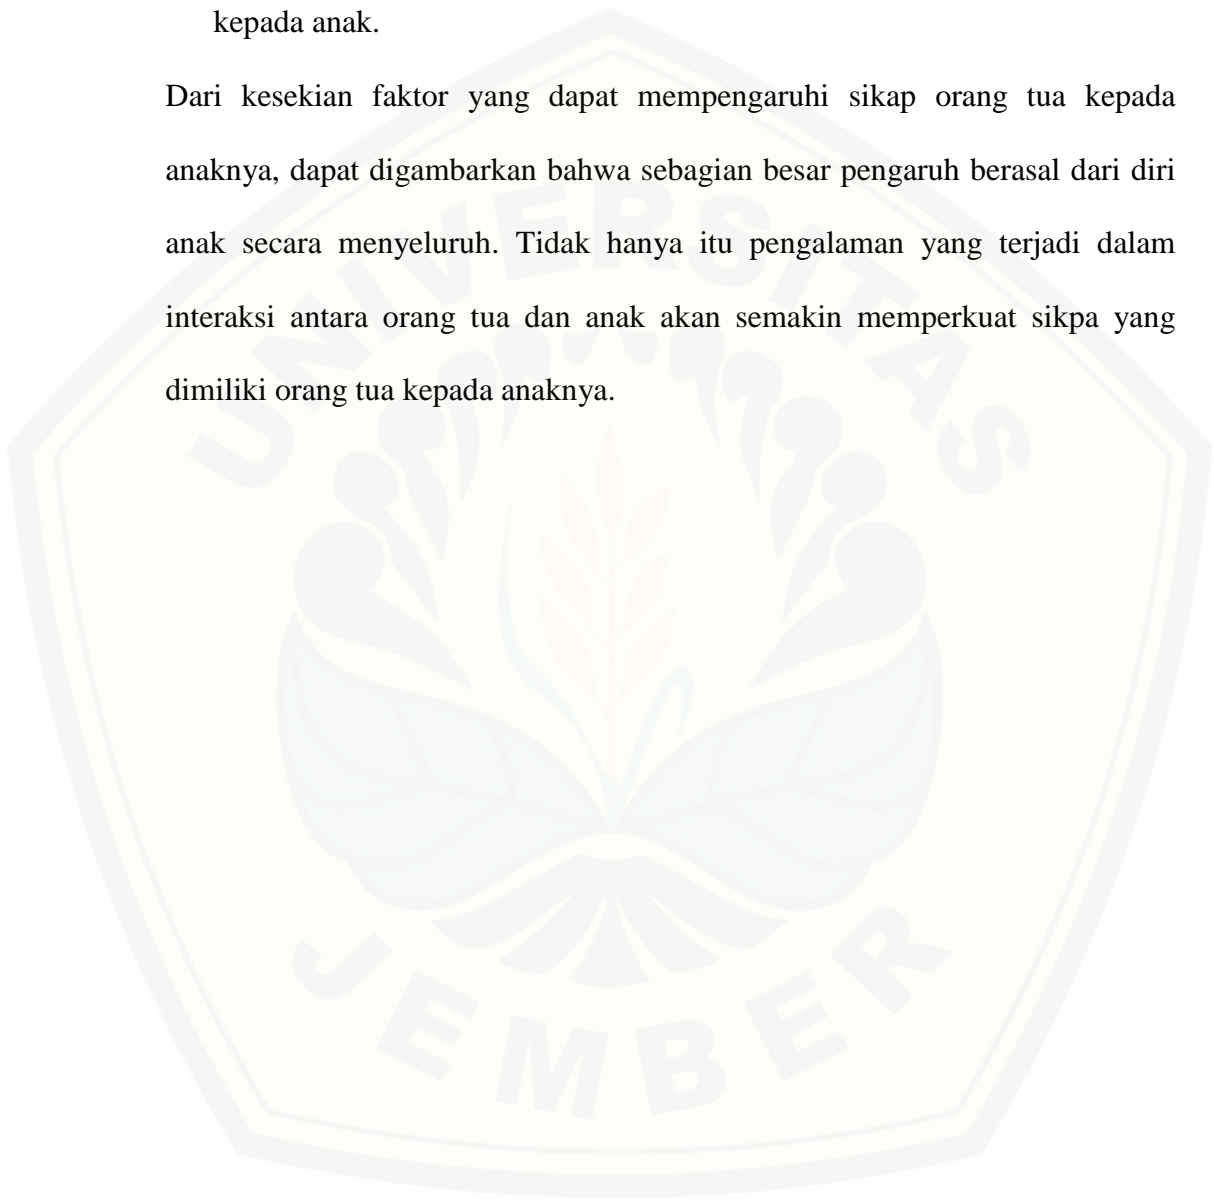 kepada anak.
Dari kesekian faktor yang dapat mempengaruhi sikap orang tua kepada
anaknya, dapat digambarkan bahwa sebagian besar pengaruh berasal dari diri
anak secara menyeluruh. Tidak hanya itu pengalaman yang terjadi dalam
interaksi antara orang tua dan anak akan semakin memperkuat sikpa yang
dimiliki orang tua kepada anaknya.
UNIVERSITAS
JEMBER